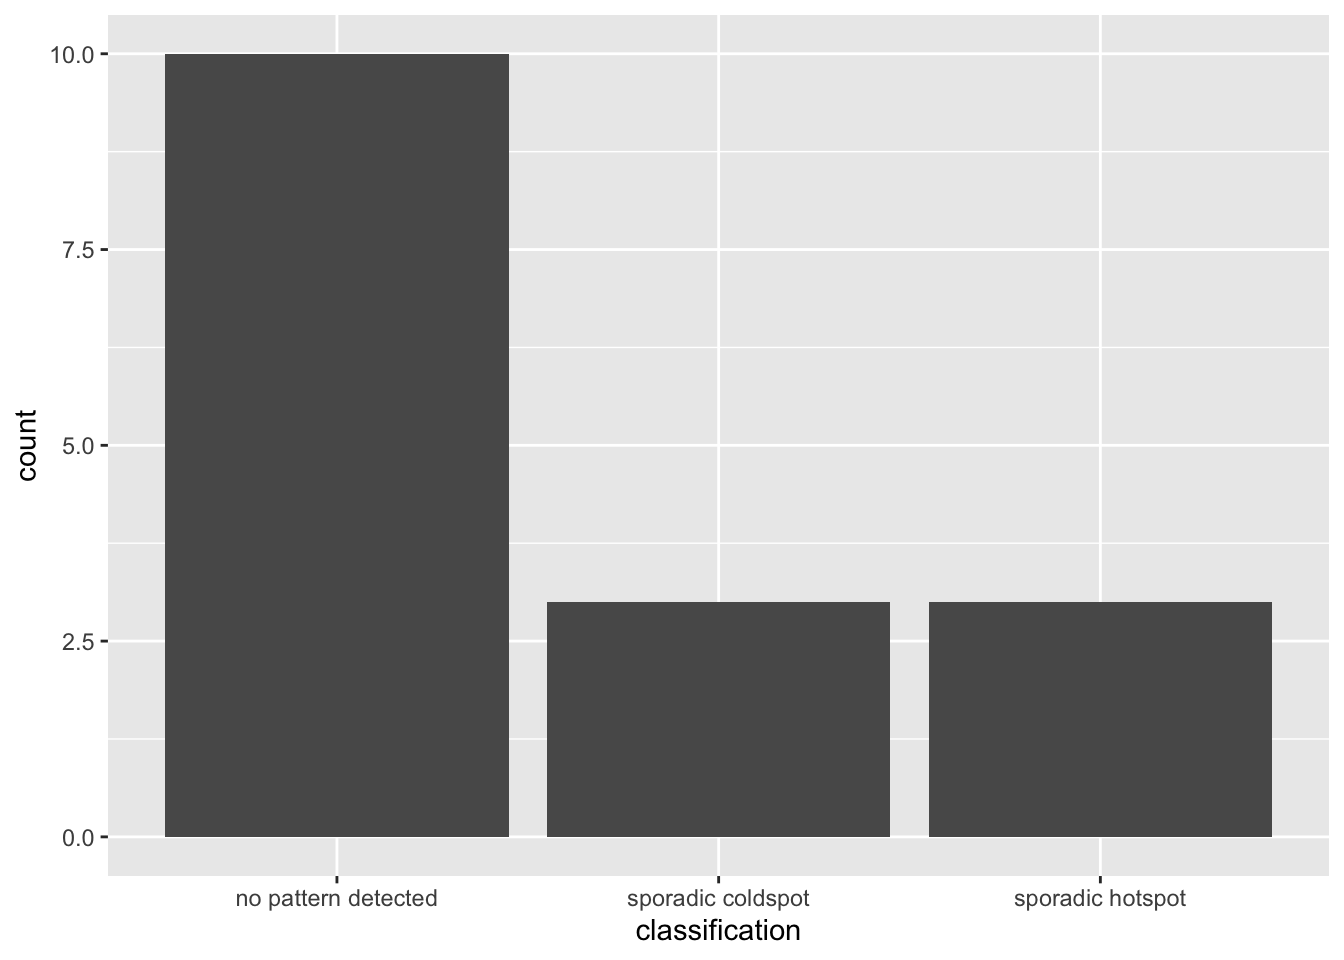 10.0
7.5
5.0
2.5
0.0
count
no pattern detected
sporadic coldspot
sporadic hotspot
classification